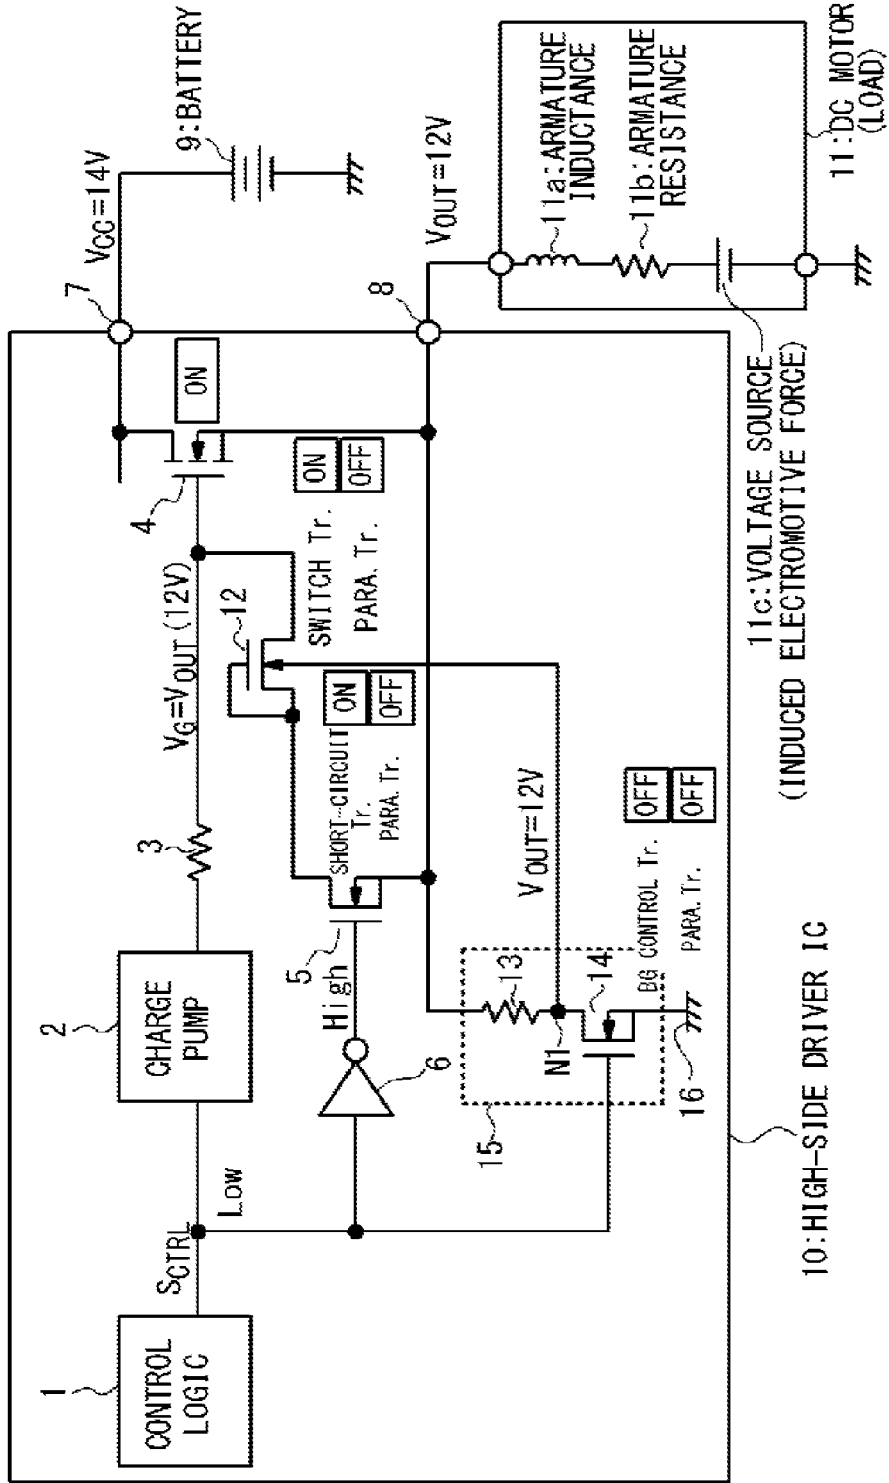 1
CONTROL
LOGIC
SCTRL
Low
2
CHARGE
PUMP
3
VG=VOUT(12V)
4
ON
7
VCC=14V
9:BATTERY
6
High
5
SHORT-CIRCUIT
Tr.
PARA.Tr.
ON
OFF
12
SWITCH Tr.
PARA.Tr.
ON
OFF
8
VOUT=12V
15
13
N1
14
VOUT=12V
BG CONTROL Tr.
PARA.Tr.
OFF
OFF
16
11a:ARMATURE
INDUCTANCE
11b:ARMATURE
RESISTANCE
11c:VOLTAGE SOURCE
(INDUCED ELECTROMOTIVE FORCE)
11:DC MOTOR
(LOAD)
10:HIGH-SIDE DRIVER IC